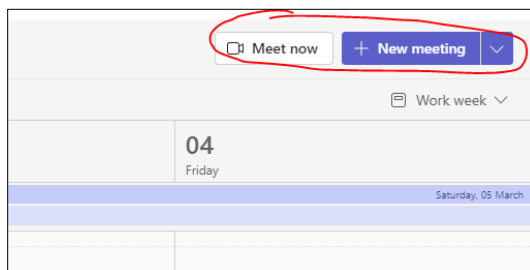 Meet now + New meeting
Work week
04
Friday
Saturday, 05 March